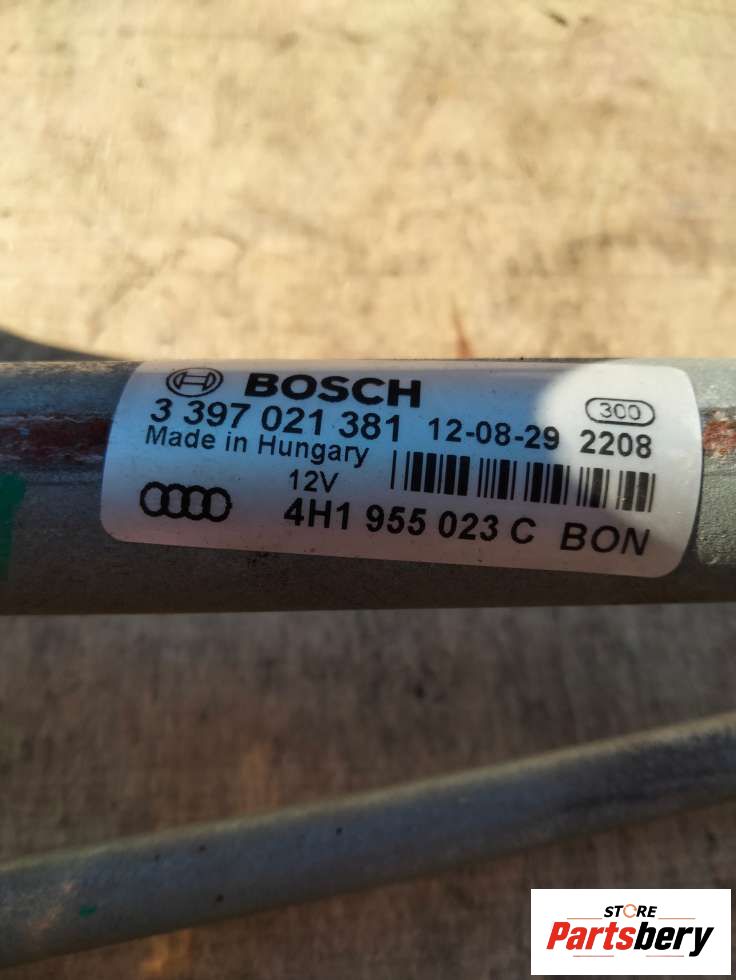 BOSCH
300
3 397 021 381 12-08-29 2208
Made in Hungary
12V
4H1 955 023 C BON
STORE
Partsbery